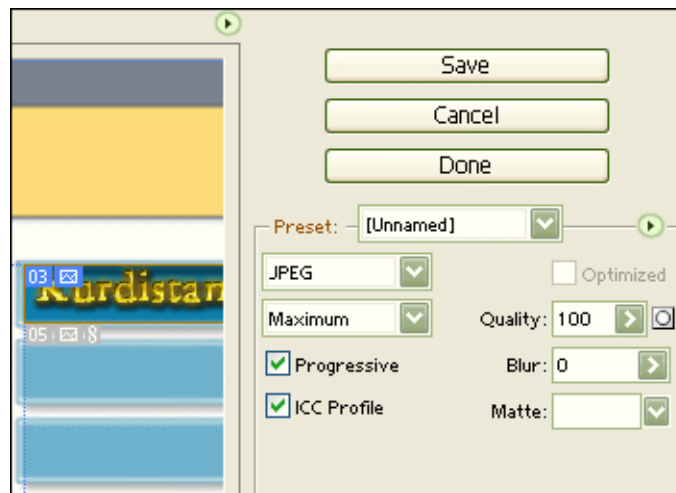 Save
Cancel
Done
Preset: [Unnamed]
JPEG Optimized
03 Kurdistan
Maximum Quality: 100
05 8
Progressive Blur: 0
ICC Profile Matte: